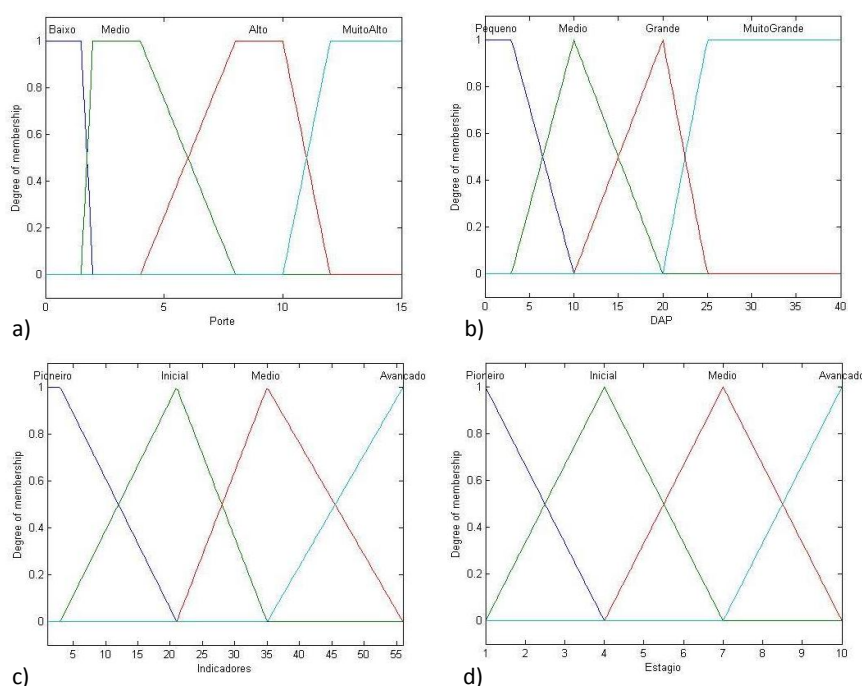 Baixo Medio Alto MuitoAlto
1
0.8
0.6
0.4
0.2
0
Degree of membership
0 5 10 15
Porte
a)
Pequeno Medio Grande MuitoGrande
1
0.8
0.6
0.4
0.2
0
Degree of membership
0 5 10 15 20 25 30 35 40
DAP
b)
Pioneiro Inicial Medio Avancado
1
0.8
0.6
0.4
0.2
0
Degree of membership
5 10 15 20 25 30 35 40 45 50 55
Indicadores
c)
Pioneiro Inicial Medio Avancado
1
0.8
0.6
0.4
0.2
0
Degree of membership
1 2 3 4 5 6 7 8 9 10
Estagio
d)